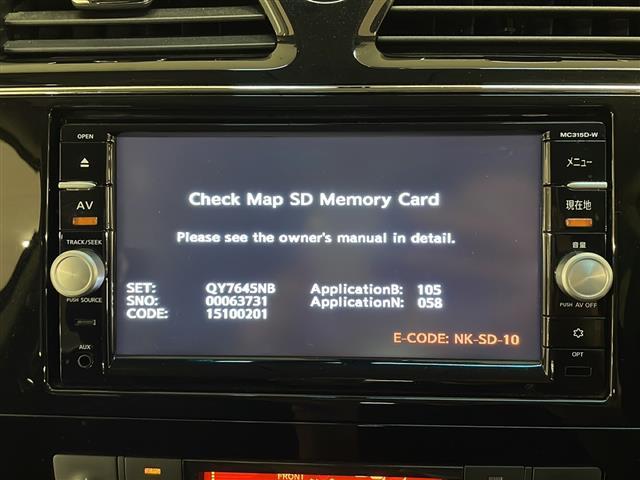 OPEN
MC315D-W
メニュー
AV
現在地
TRACK/SEEK
音量
PUSH SOURCE
PUSH AV OFF
AUX
OPT
Check Map SD Memory Card
Please see the owner's manual in detail.
SET: QY7645NB ApplicationB: 105
SNO: 00063731 ApplicationN: 058
CODE: 15100201
E-CODE: NK-SD-10
FRONT